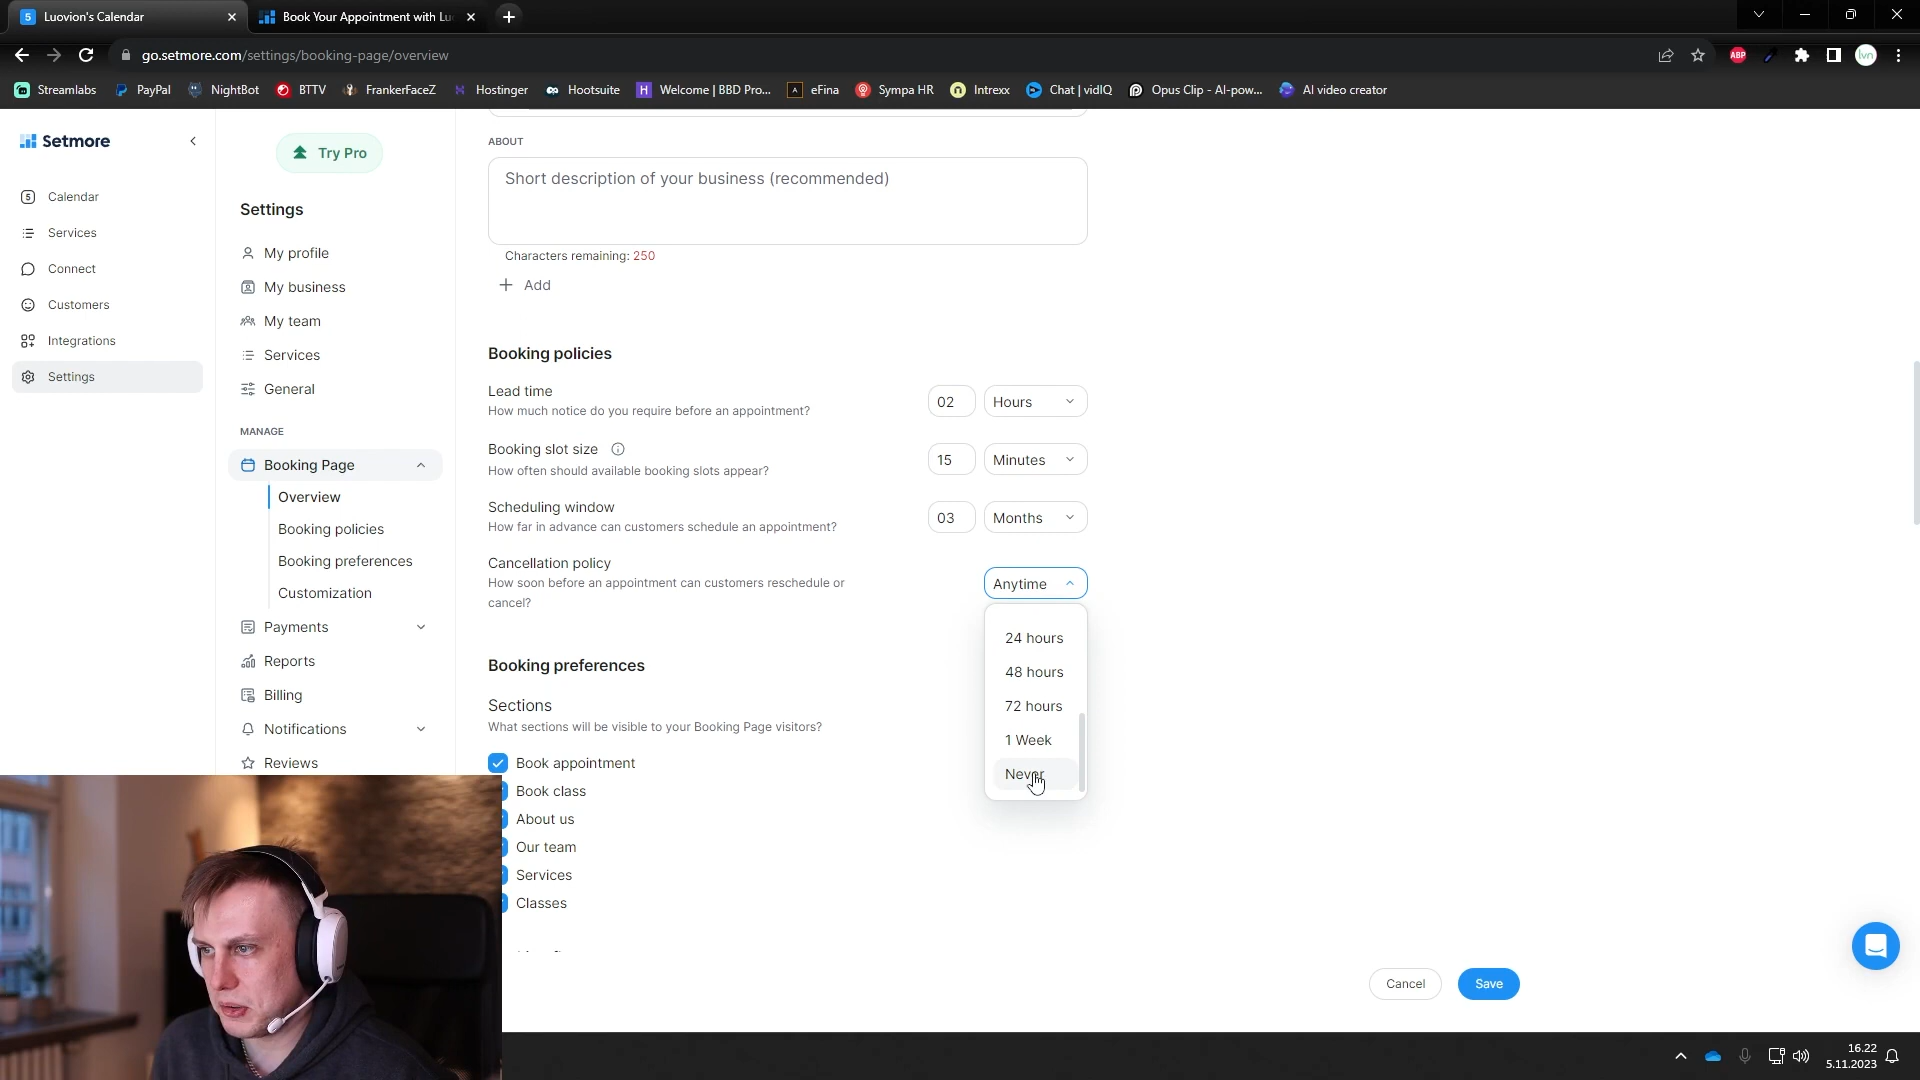 Luovion's Calendar
Book Your Appointment with Lu
go.setmore.com/settings/booking-page/overview
ABP
lvn
Streamlabs
PayPal
NightBot
BTTV
FrankerFaceZ
Hostinger
Hootsuite
Welcome | BBD Pro...
eFina
Sympa HR
Intrexx
Chat | vidIQ
Opus Clip - AI-pow...
AI video creator
Setmore
Calendar
Services
Connect
Customers
Integrations
Settings
Try Pro
Settings
My profile
My business
My team
Services
General
MANAGE
Booking Page
Overview
Booking policies
Booking preferences
Customization
Payments
Reports
Billing
Notifications
Reviews
ABOUT
Short description of your business (recommended)
Characters remaining: 250
Add
Booking policies
Lead time
How much notice do you require before an appointment?
02 Hours
Booking slot size
How often should available booking slots appear?
15 Minutes
Scheduling window
How far in advance can customers schedule an appointment?
03 Months
Cancellation policy
How soon before an appointment can customers reschedule or
cancel?
Anytime
24 hours
48 hours
72 hours
1 Week
Never
Booking preferences
Sections
What sections will be visible to your Booking Page visitors?
Book appointment
Book class
About us
Our team
Services
Classes
Cancel
Save
16.22
5.11.2023